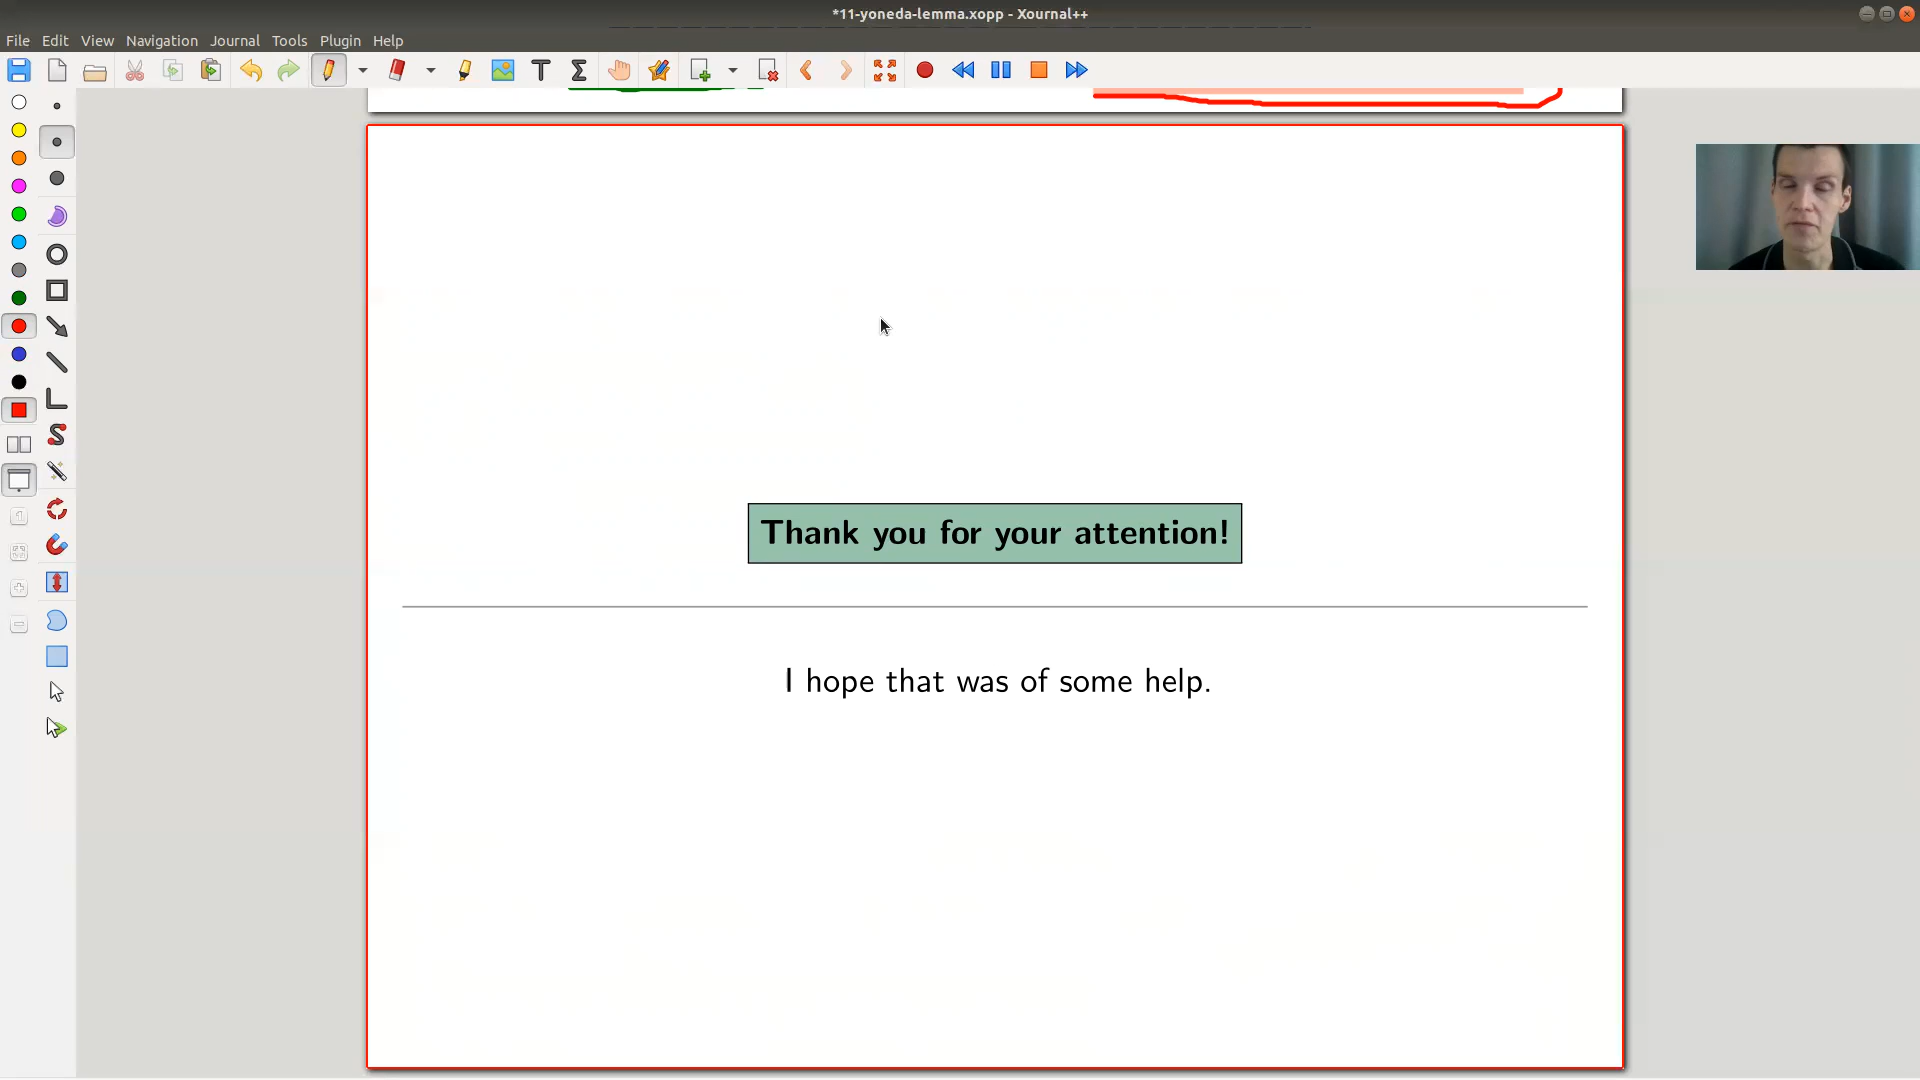 *11-yoneda-lemma.xopp - Xournal++
File Edit View Navigation Journal Tools Plugin Help
Thank you for your attention!
I hope that was of some help.